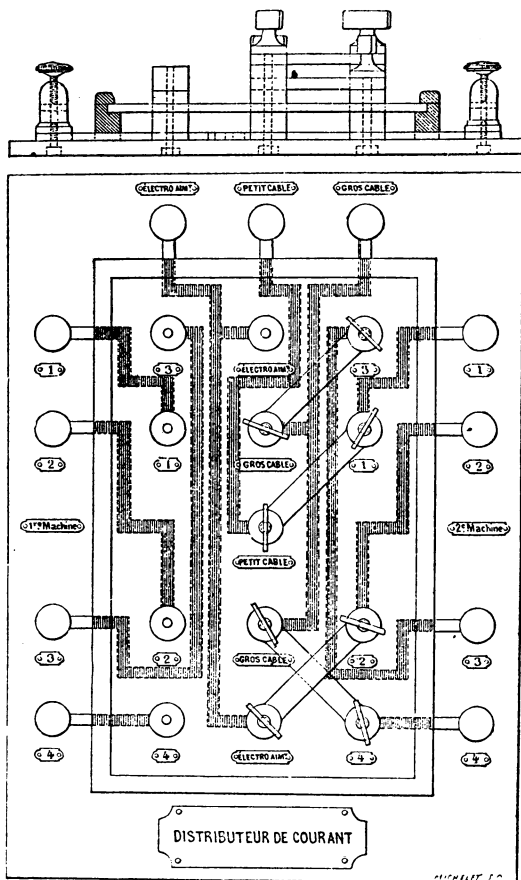 ÉLECTRO AIMT. PETIT CABLE GROS CABLE
1 3 ÉLECTRO AIMT. 3 1
2 1 GROS CABLE 1 2
1re Machine 2e Machine
PETIT CABLE
3 2 GROS CABLE 2 3
4 4 ÉLECTRO AIMT. 4 4
DISTRIBUTEUR DE COURANT
MICHELET SC